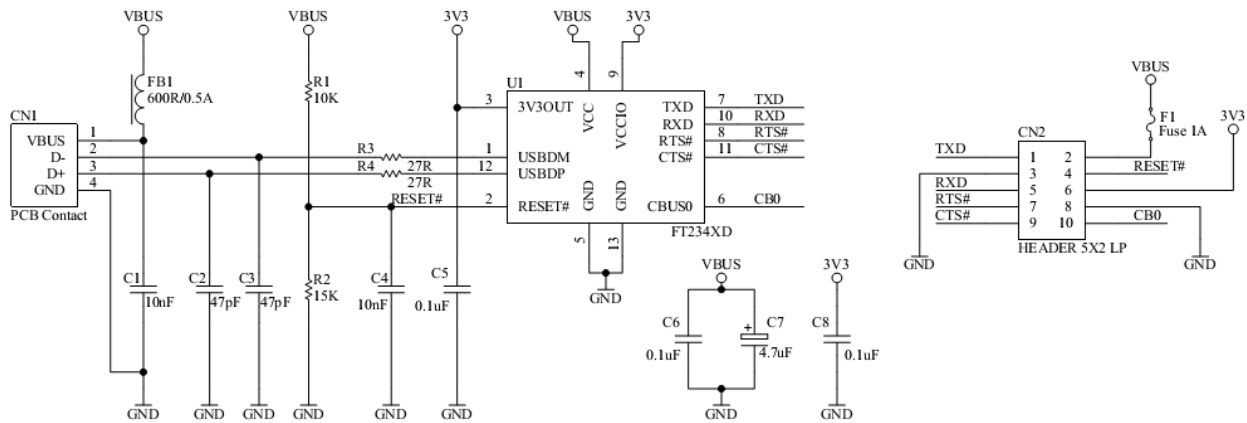 VBUS
VBUS
3V3
VBUS
3V3
FB1
600R/0.5A
R1
10K
CN1
VBUS 1
D- 2
D+ 3
GND 4
PCB Contact
R3
27R
R4
27R
RESET#
U1
4
9
3 3V3OUT
1 USBDM
12 USBDP
2 RESET#
VCC
VCCIO
GND
GND
TXD 7 TXD
RXD 10 RXD
RTS# 8 RTS#
CTS# 11 CTS#
CBUS0 6 CB0
FT234XD
5
13
GND
C1
10nF
C2
47pF
C3
47pF
R2
15K
C4
10nF
C5
0.1uF
GND
GND
GND
GND
GND
GND
VBUS
C6
0.1uF
+
C7
4.7uF
GND
3V3
C8
0.1uF
GND
VBUS
F1
Fuse 1A
3V3
CN2
TXD 1 2
3 4 RESET#
RXD 5 6
RTS# 7 8
CTS# 9 10 CB0
HEADER 5X2 LP
GND
GND